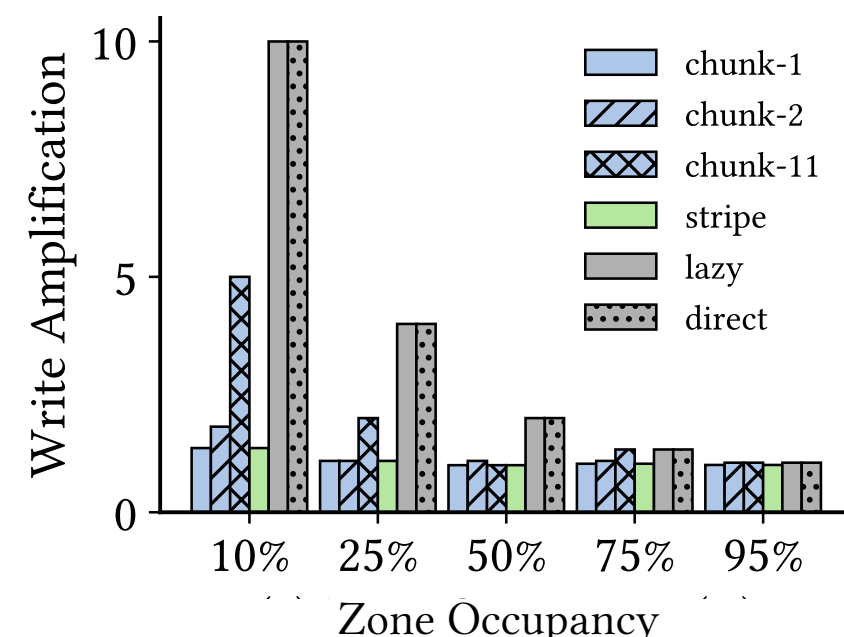 Write Amplification
10
5
0
chunk-1
chunk-2
chunk-11
stripe
lazy
direct
10% 25% 50% 75% 95%
Zone Occupancy